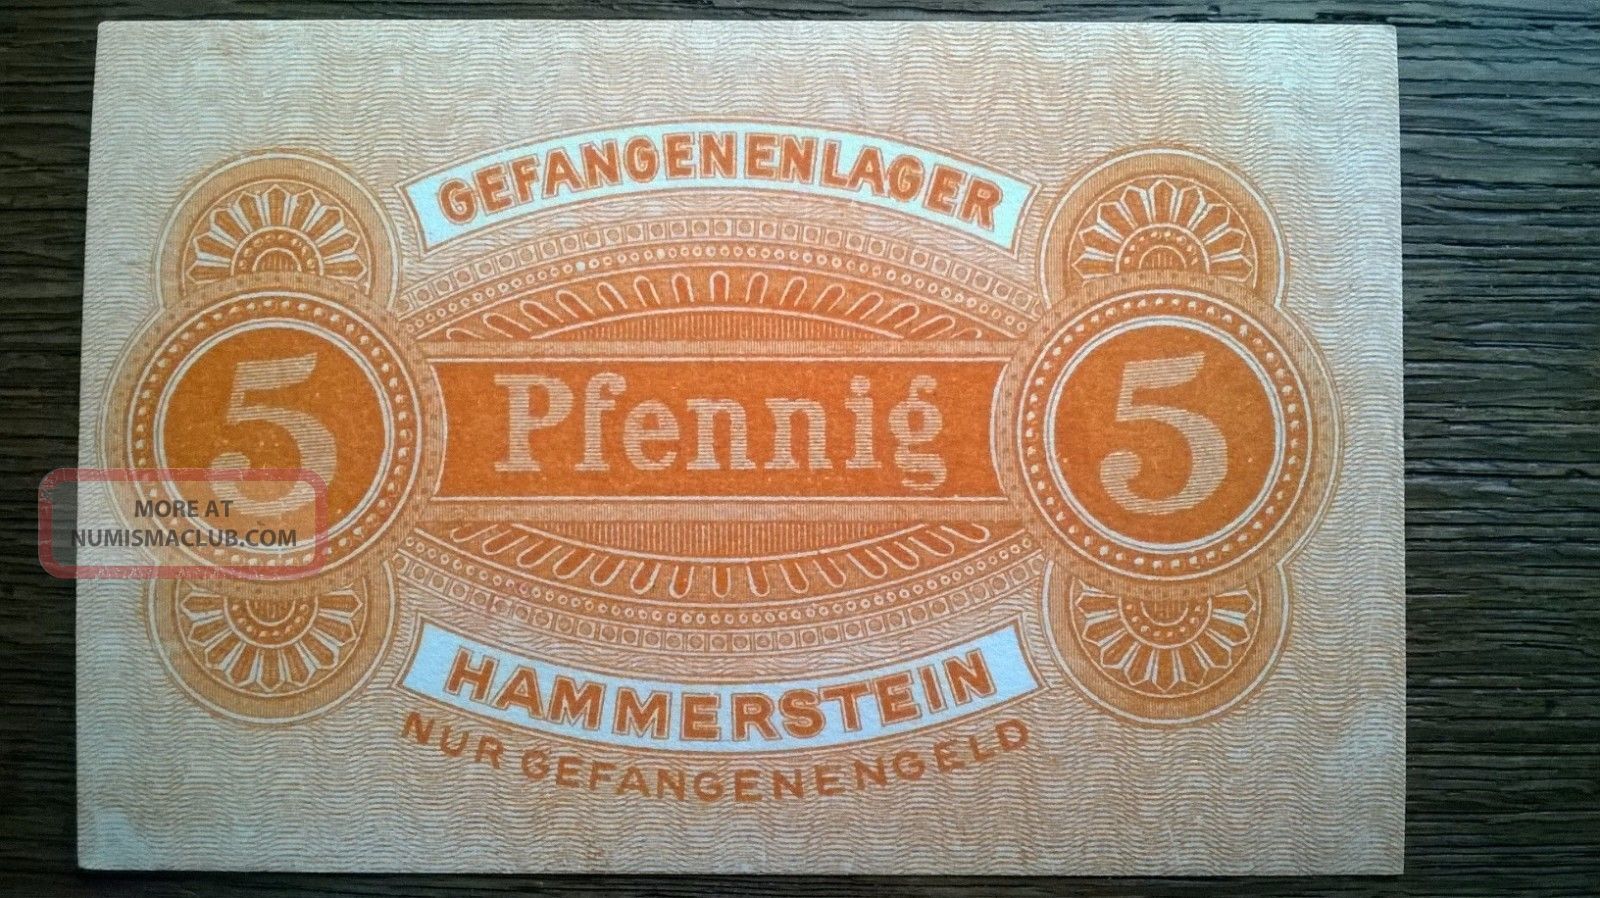 GEFANGENENLAGER
5 Pfennig 5
HAMMERSTEIN
NUR GEFANGENENGELD
MORE AT
NUMISMACLUB.COM